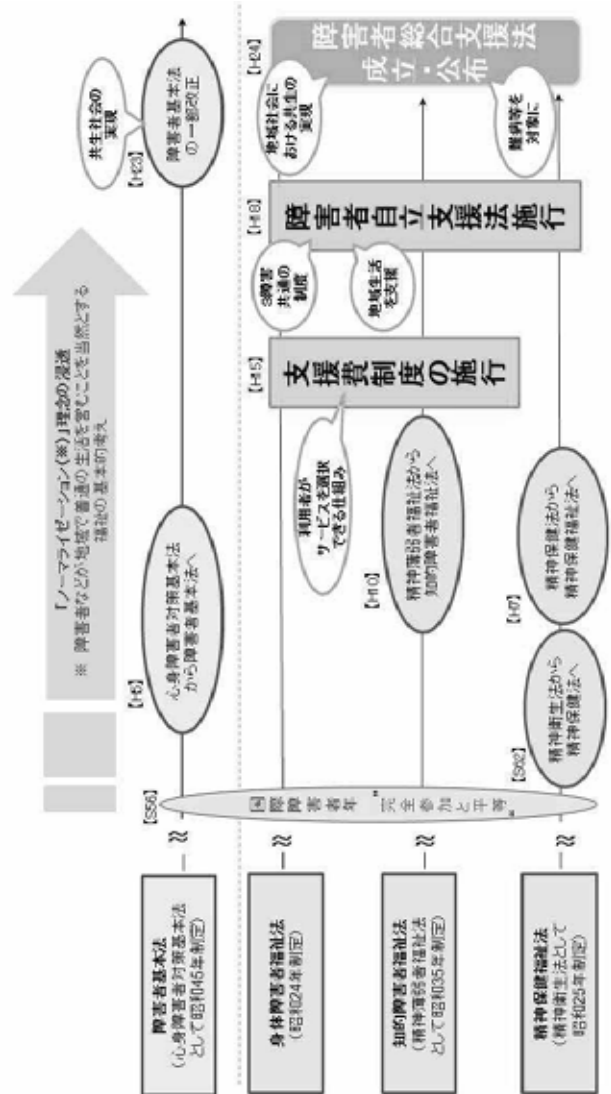 「ノーマライゼーション(※)」理念の浸透
※ 障害者などが地域で普通の生活を営むことを当然とする
福祉の基本的考え
障害者基本法
(心身障害者対策基本法
として昭和45年制定)
【S56】
国際障害者年
“完全参加と平等”
【H5】
心身障害者対策基本法
から障害者基本法へ
共生社会の
実現
【H23】
障害者基本法
の一部改正
身体障害者福祉法
(昭和24年制定)
知的障害者福祉法
(精神薄弱者福祉法
として昭和35年制定)
精神保健福祉法
(精神衛生法として
昭和25年制定)
【S62】
精神衛生法から
精神保健法へ
【H7】
精神保健法から
精神保健福祉法へ
【H10】
精神薄弱者福祉法から
知的障害者福祉法へ
利用者が
サービスを選択
できる仕組み
【H15】
支援費制度の施行
3障害
共通の
制度
地域生活
を支援
【H18】
障害者自立支援法施行
地域社会に
おける共生の
実現
難病等を
対象に
【H24】
障害者総合支援法
成立・公布